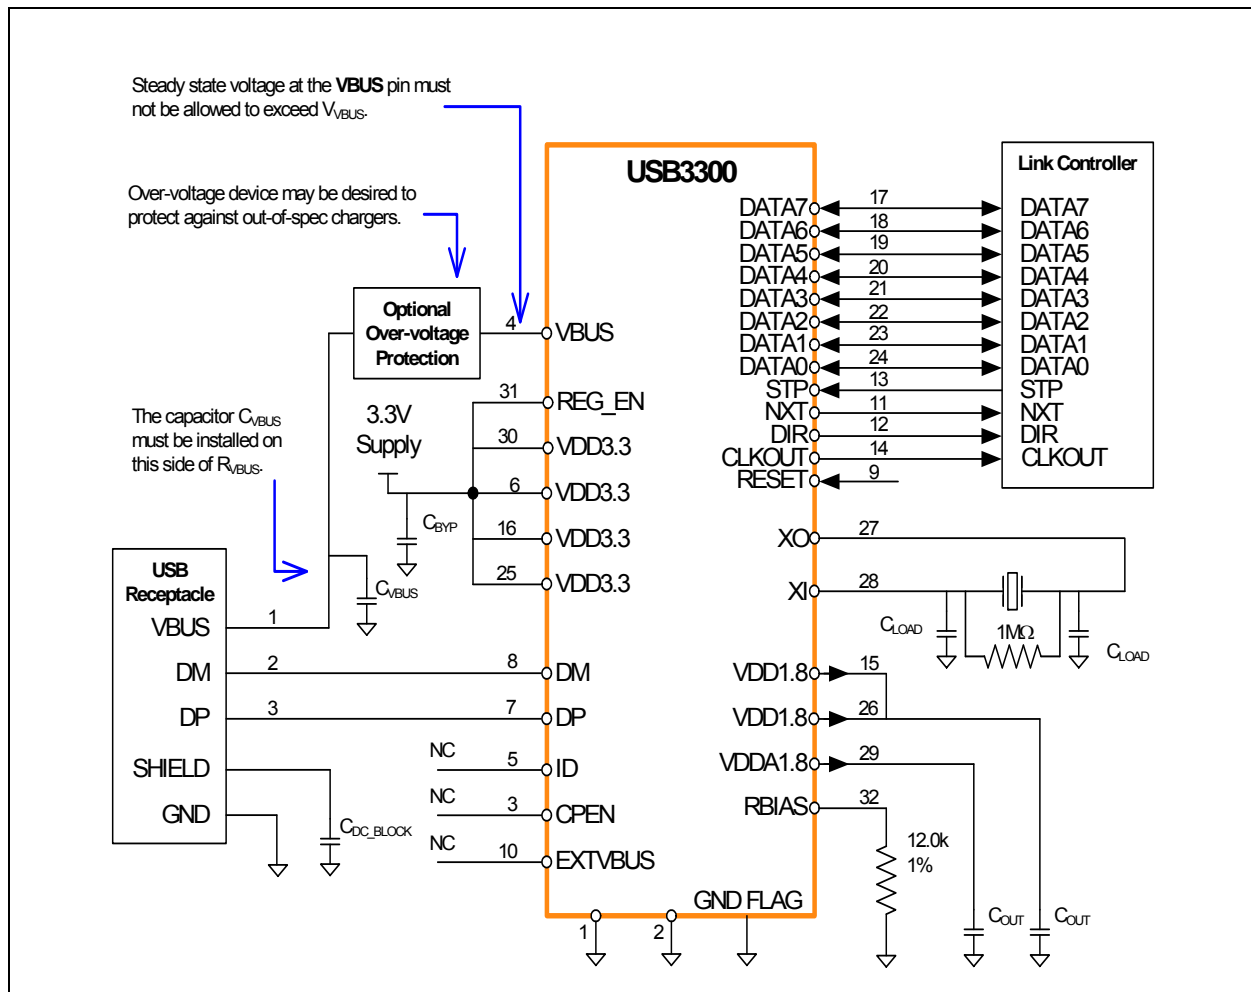 Steady state voltage at the VBUS pin must
not be allowed to exceed VVBUS.
Over-voltage device may be desired to
protect against out-of-spec chargers.
Optional
Over-voltage
Protection
The capacitor CVBUS
must be installed on
this side of RVBUS.
3.3V
Supply
CBYP
CVBUS
USB
Receptacle
VBUS 1
DM 2
DP 3
SHIELD
GND
CDC_BLOCK
USB3300
4 VBUS
31 REG_EN
30 VDD3.3
6 VDD3.3
16 VDD3.3
25 VDD3.3
8 DM
7 DP
NC 5 ID
NC 3 CPEN
NC 10 EXTVBUS
1
2
GND FLAG
Link Controller
DATA7 17 DATA7
DATA6 18 DATA6
DATA5 19 DATA5
DATA4 20 DATA4
DATA3 21 DATA3
DATA2 22 DATA2
DATA1 23 DATA1
DATA0 24 DATA0
STP 13 STP
NXT 11 NXT
DIR 12 DIR
CLKOUT 14 CLKOUT
RESET 9
XO 27
XI 28
CLOAD
1MΩ
CLOAD
VDD1.8 15
VDD1.8 26
VDDA1.8 29
RBIAS 32
12.0k
1%
COUT
COUT